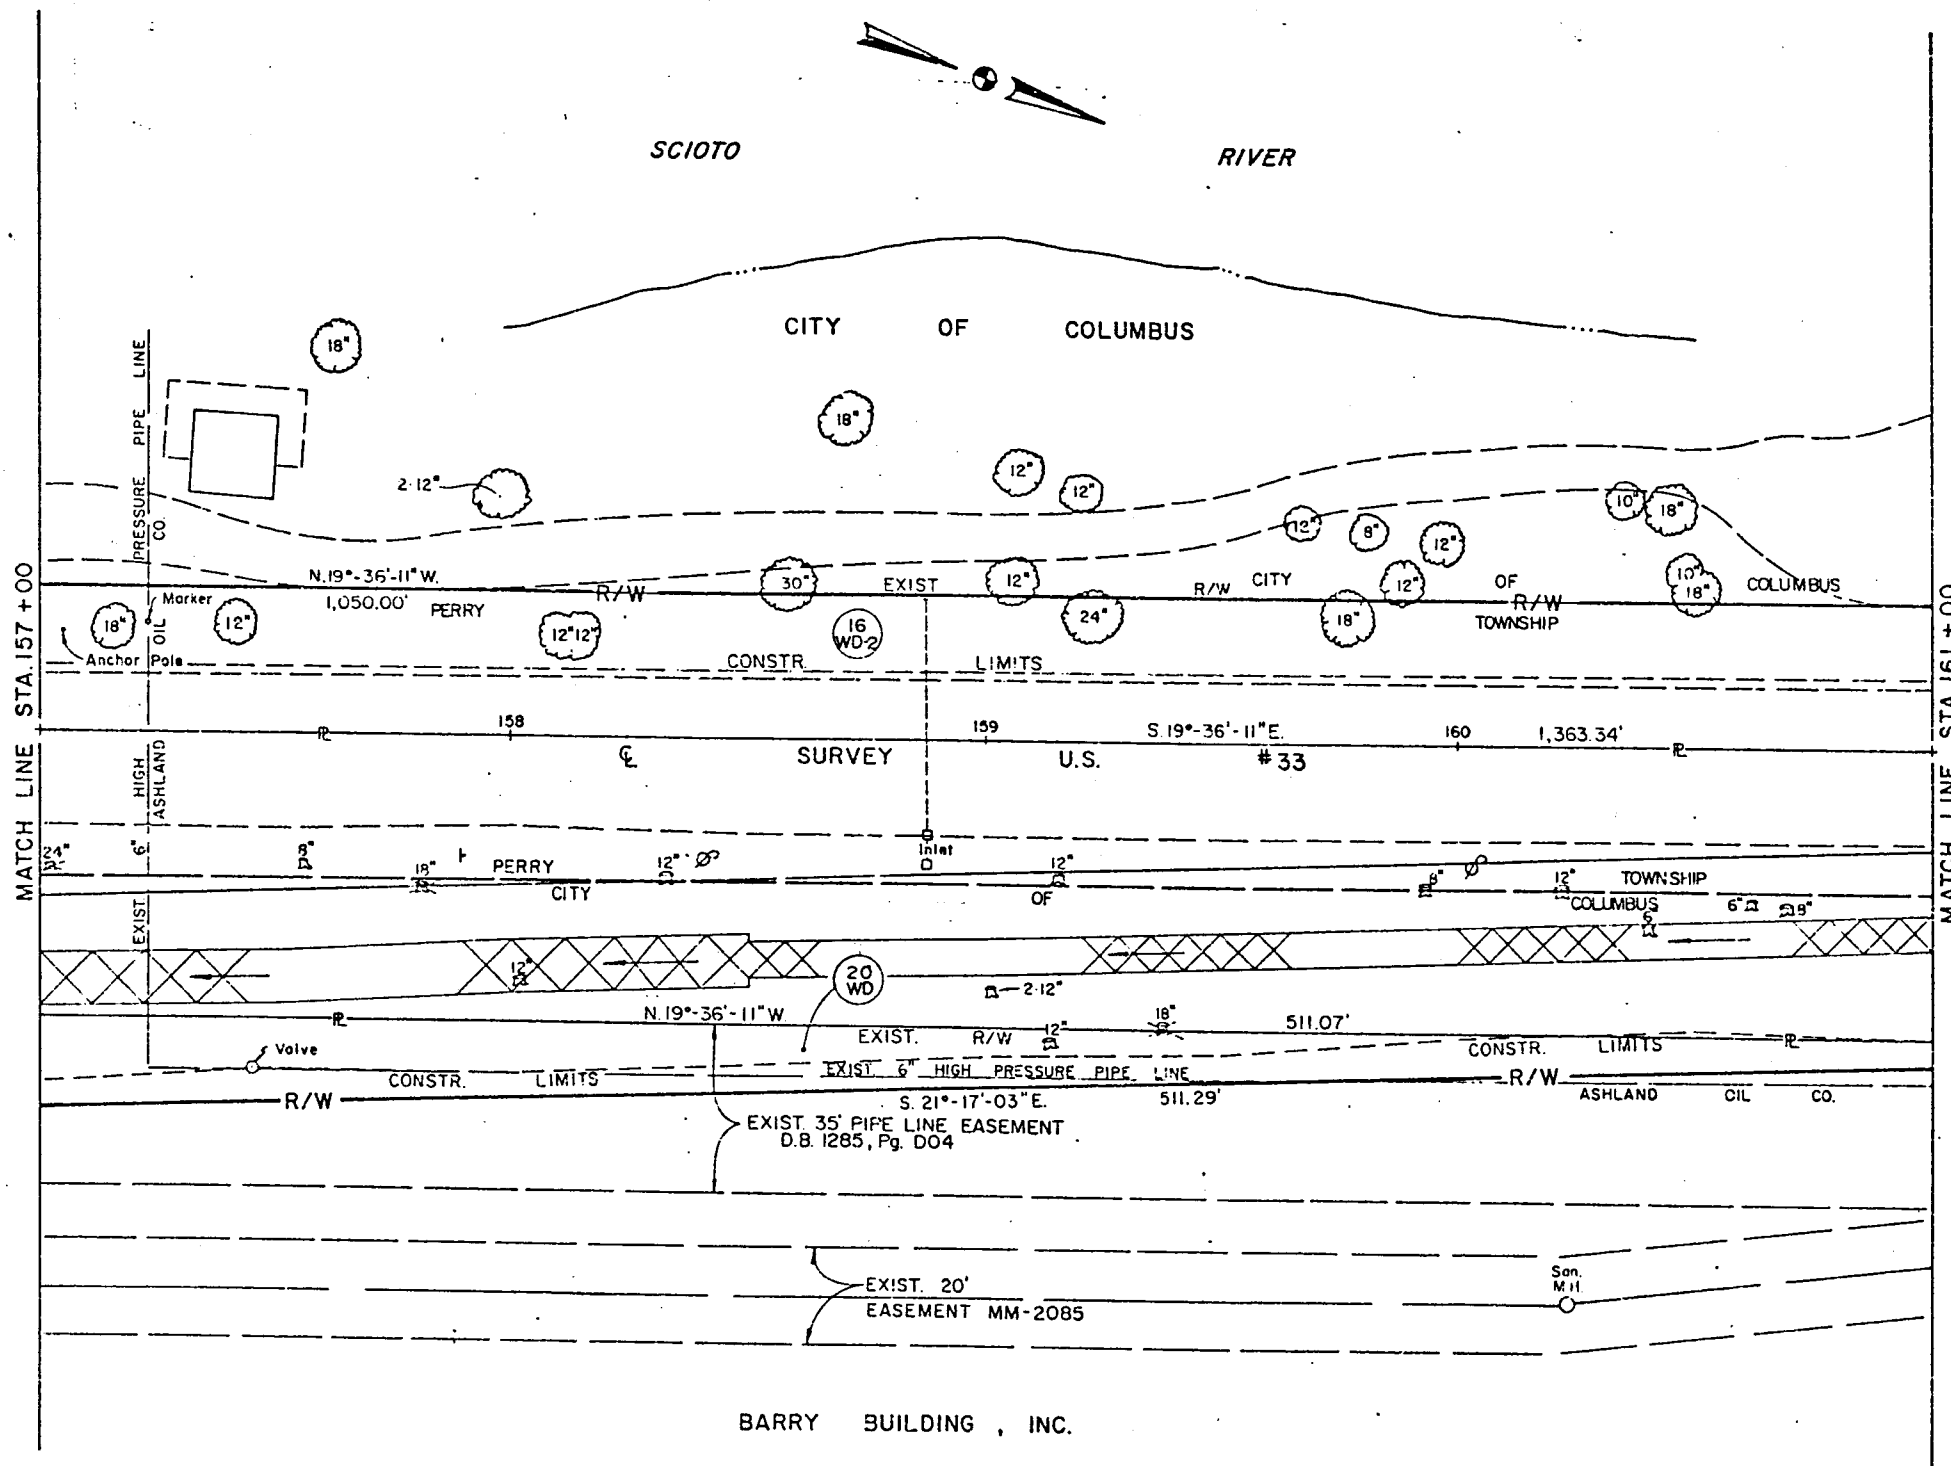 SCIOTO RIVER
CITY OF COLUMBUS
18"
18"
2-12"
12"
12"
10"
18"
12"
8"
12"
EXIST 6" HIGH PRESSURE PIPE LINE
ASHLAND OIL CO.
N. 19°-36'-11" W.
1,050.00'
PERRY
R/W
30"
EXIST
12"
R/W
CITY
12"
OF
R/W
10"
18"
COLUMBUS
TOWNSHIP
Marker
18"
12"
12" 12"
16
WD-2
24"
18"
Anchor Pole
CONSTR. LIMITS
MATCH LINE STA. 157+00
MATCH LINE STA. 161+00
158
159
160
S. 19°-36'-11" E.
1,363.34'
PL
CL SURVEY U.S. #33
PL
24"
8"
18"
PERRY
12"
Inlet
12"
8"
12"
TOWNSHIP
CITY
OF
COLUMBUS
6"
6"
8"
12"
20
WD
2-12"
PL
N. 19°-36'-11" W.
EXIST. R/W
12"
18"
511.07'
PL
Valve
CONSTR. LIMITS
CONSTR. LIMITS
EXIST 6" HIGH PRESSURE PIPE LINE
R/W
R/W
S. 21°-17'-03" E.
511.29'
ASHLAND OIL CO.
EXIST. 35' PIPE LINE EASEMENT
D.B. 1285, Pg. D04
EXIST. 20'
EASEMENT MM-2085
San.
M.H.
BARRY BUILDING, INC.